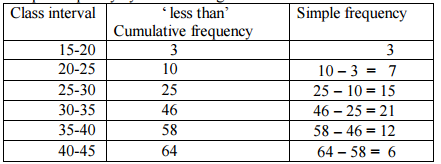 Class interval ‘less than’ Cumulative frequency Simple frequency
15-20 3 3
20-25 10 10 – 3 = 7
25-30 25 25 – 10 = 15
30-35 46 46 – 25 = 21
35-40 58 58 – 46 = 12
40-45 64 64 – 58 = 6